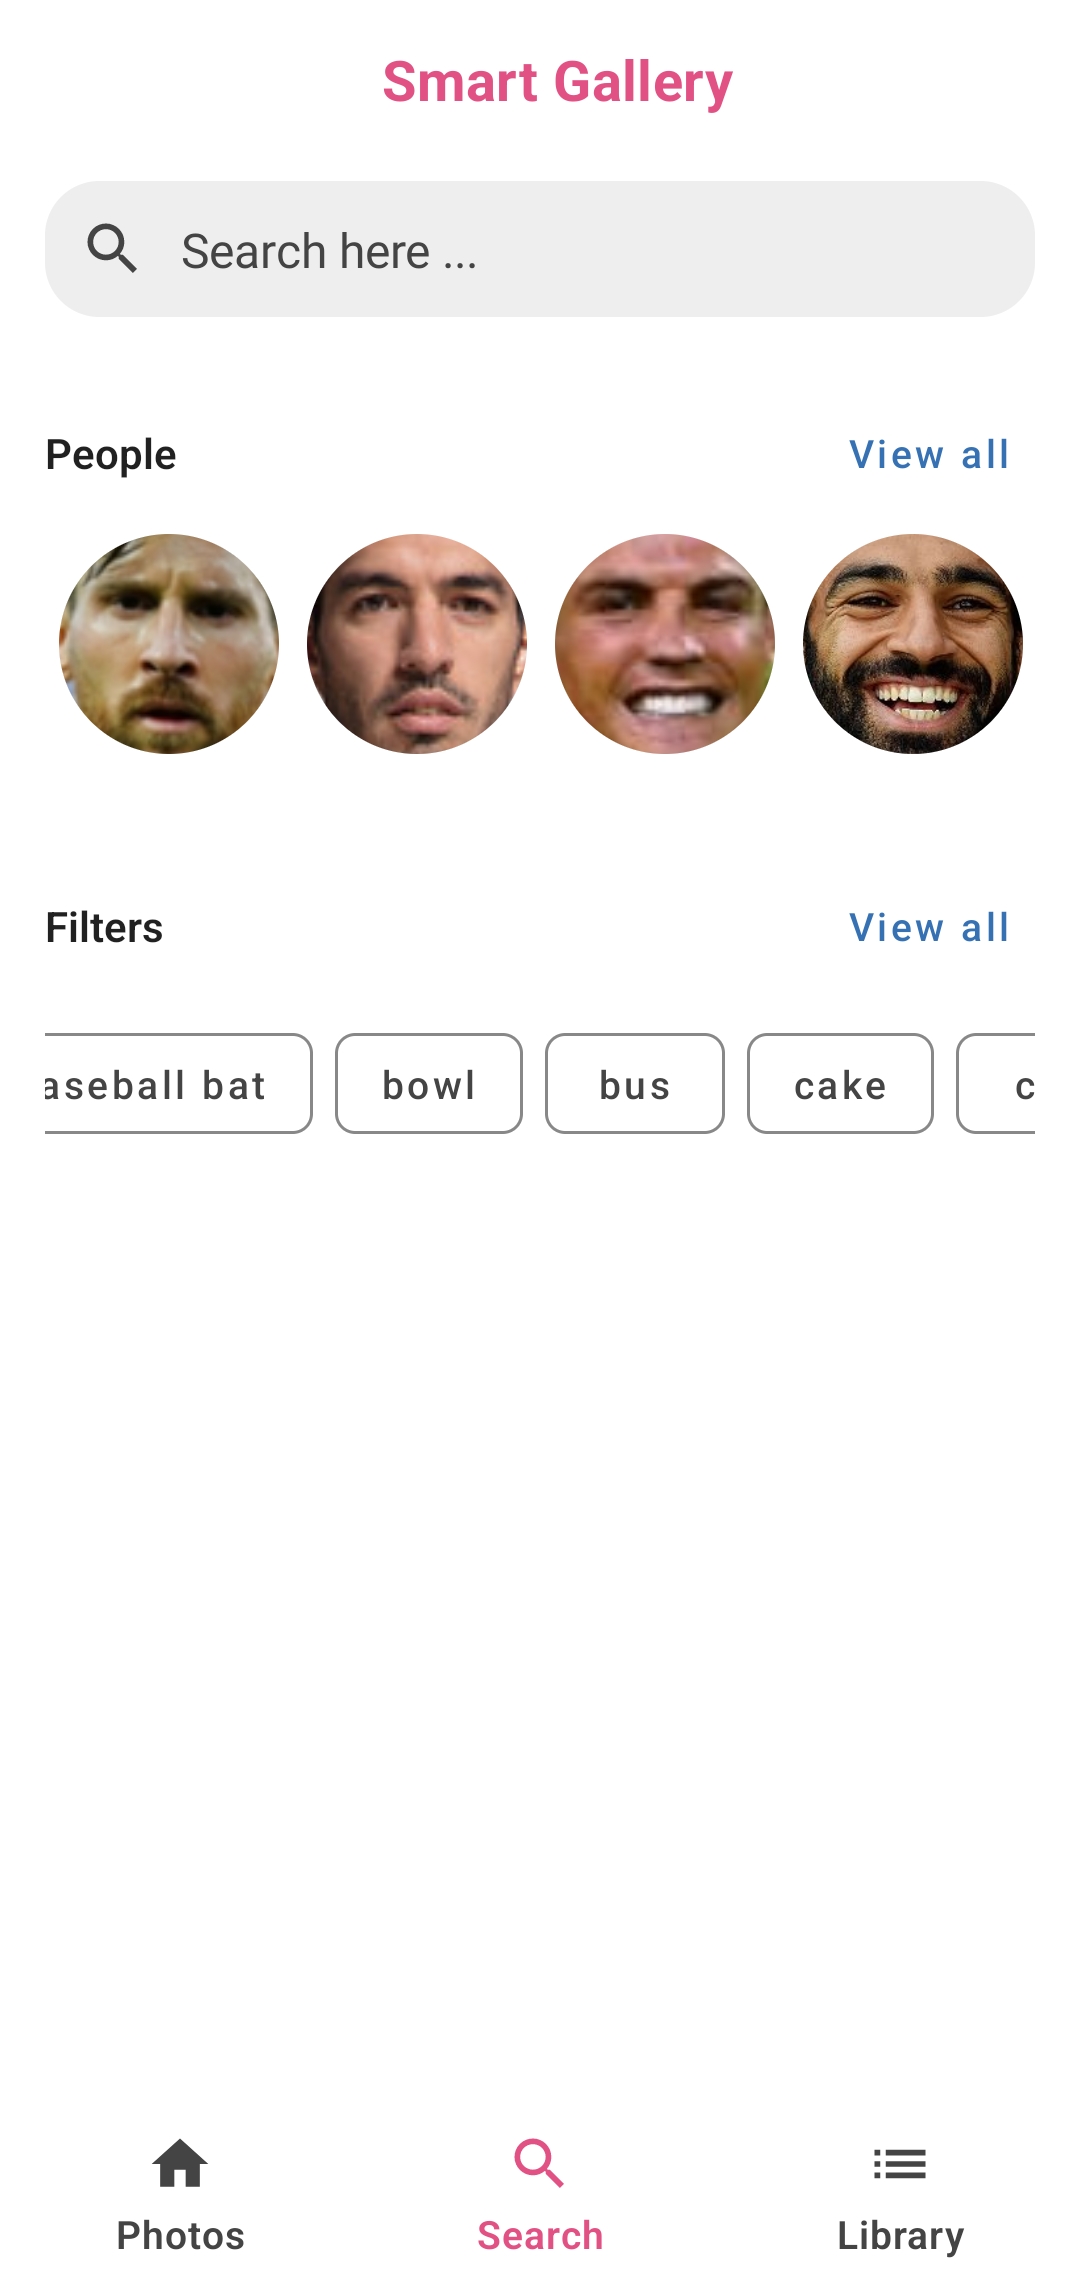 Smart Gallery
Search here ...
People View all
Filters View all
aseball bat bowl bus cake c
Photos Search Library